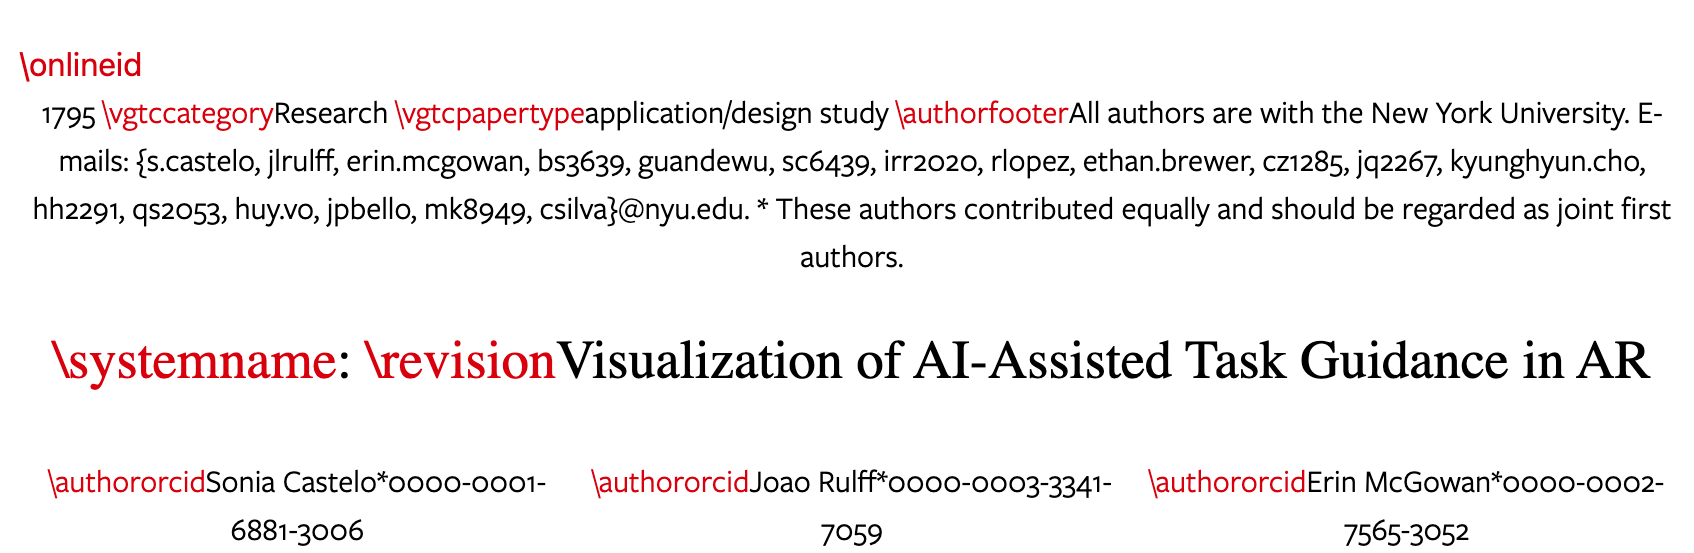 \onlineid
1795 \vgtccategoryResearch \vgtcpapertypeapplication/design study \authorfooterAll authors are with the New York University. E-
mails: {s.castelo, jlrulff, erin.mcgowan, bs3639, guandewu, sc6439, irr2020, rlopez, ethan.brewer, cz1285, jq2267, kyunghyun.cho,
hh2291, qs2053, huy.vo, jpbello, mk8949, csilva}@nyu.edu. * These authors contributed equally and should be regarded as joint first
authors.
\systemname: \revisionVisualization of AI-Assisted Task Guidance in AR
\authororcidSonia Castelo*0000-0001-
6881-3006
\authororcidJoao Rulff*0000-0003-3341-
7059
\authororcidErin McGowan*0000-0002-
7565-3052